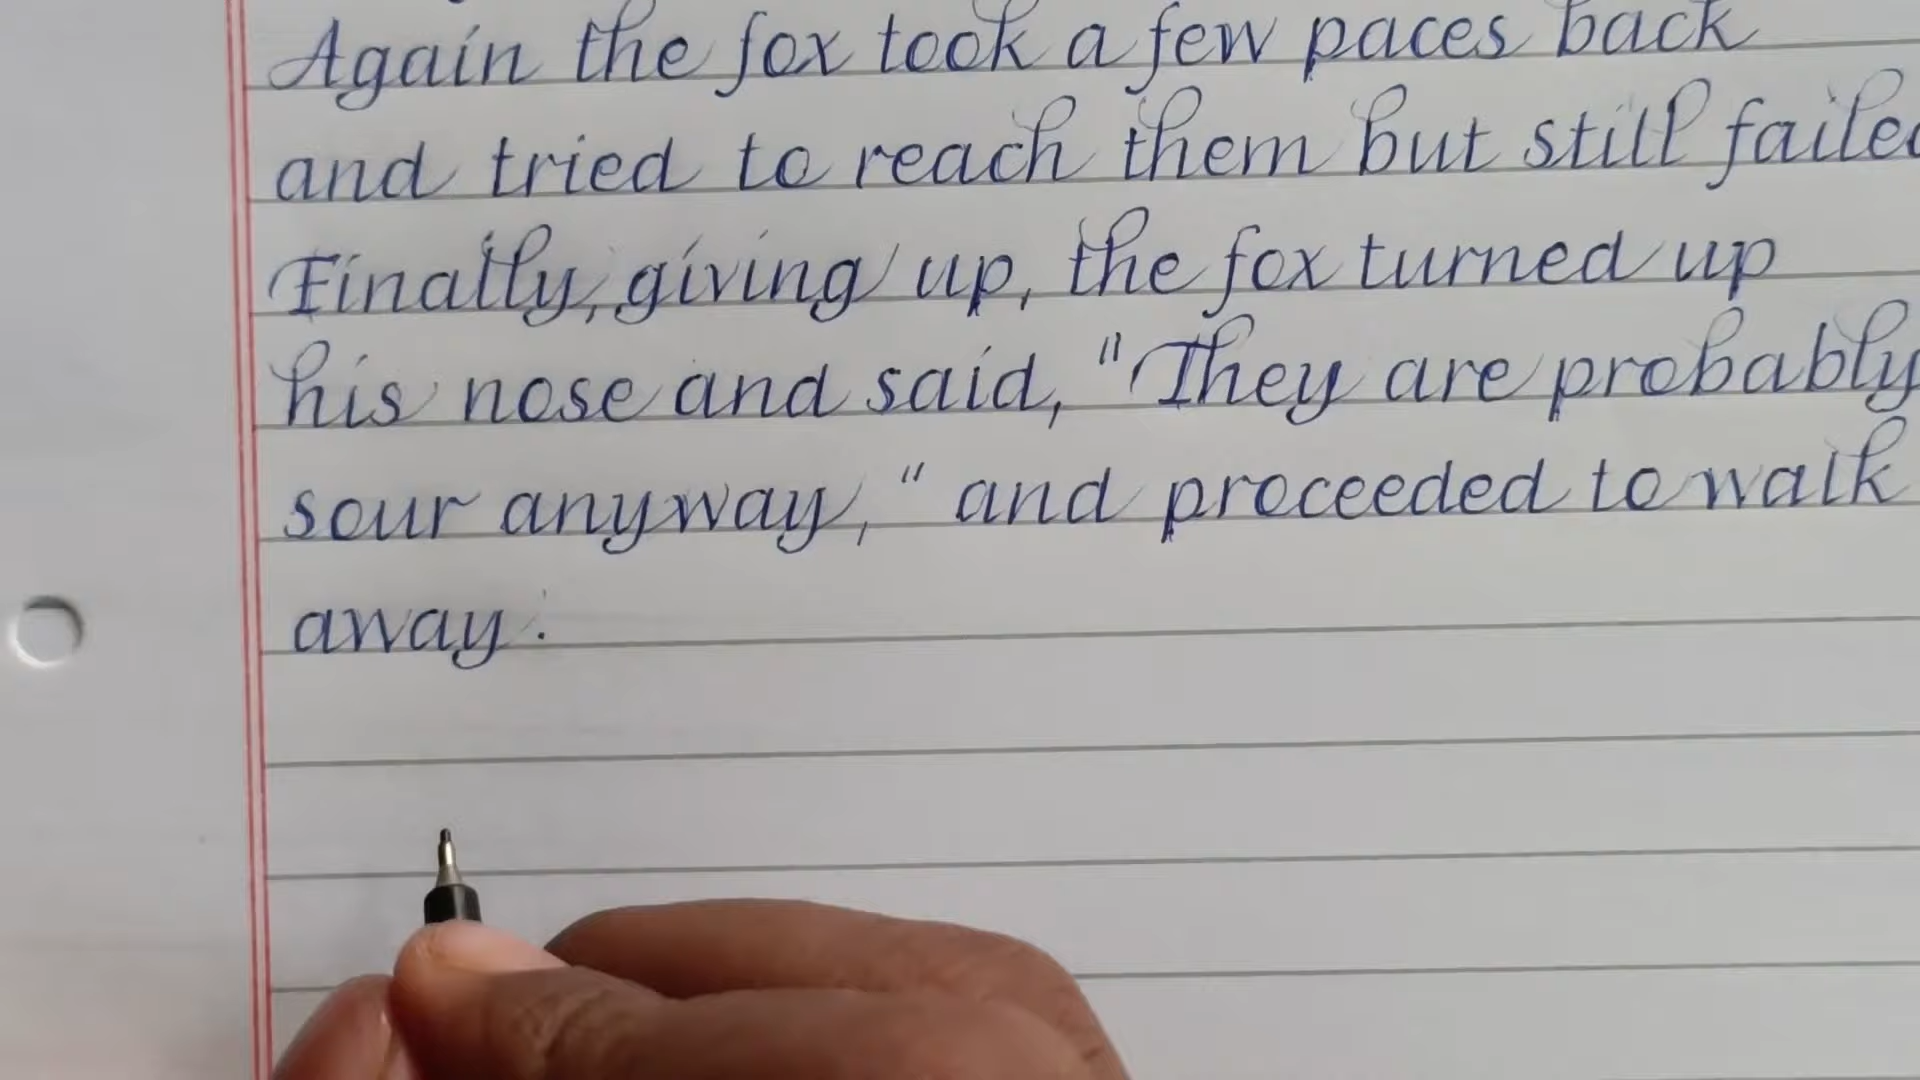 Again the fox took a few paces back
and tried to reach them but still failed
Finally, giving up, the fox turned up
his nose and said, "They are probably
sour anyway," and proceeded to walk
away.